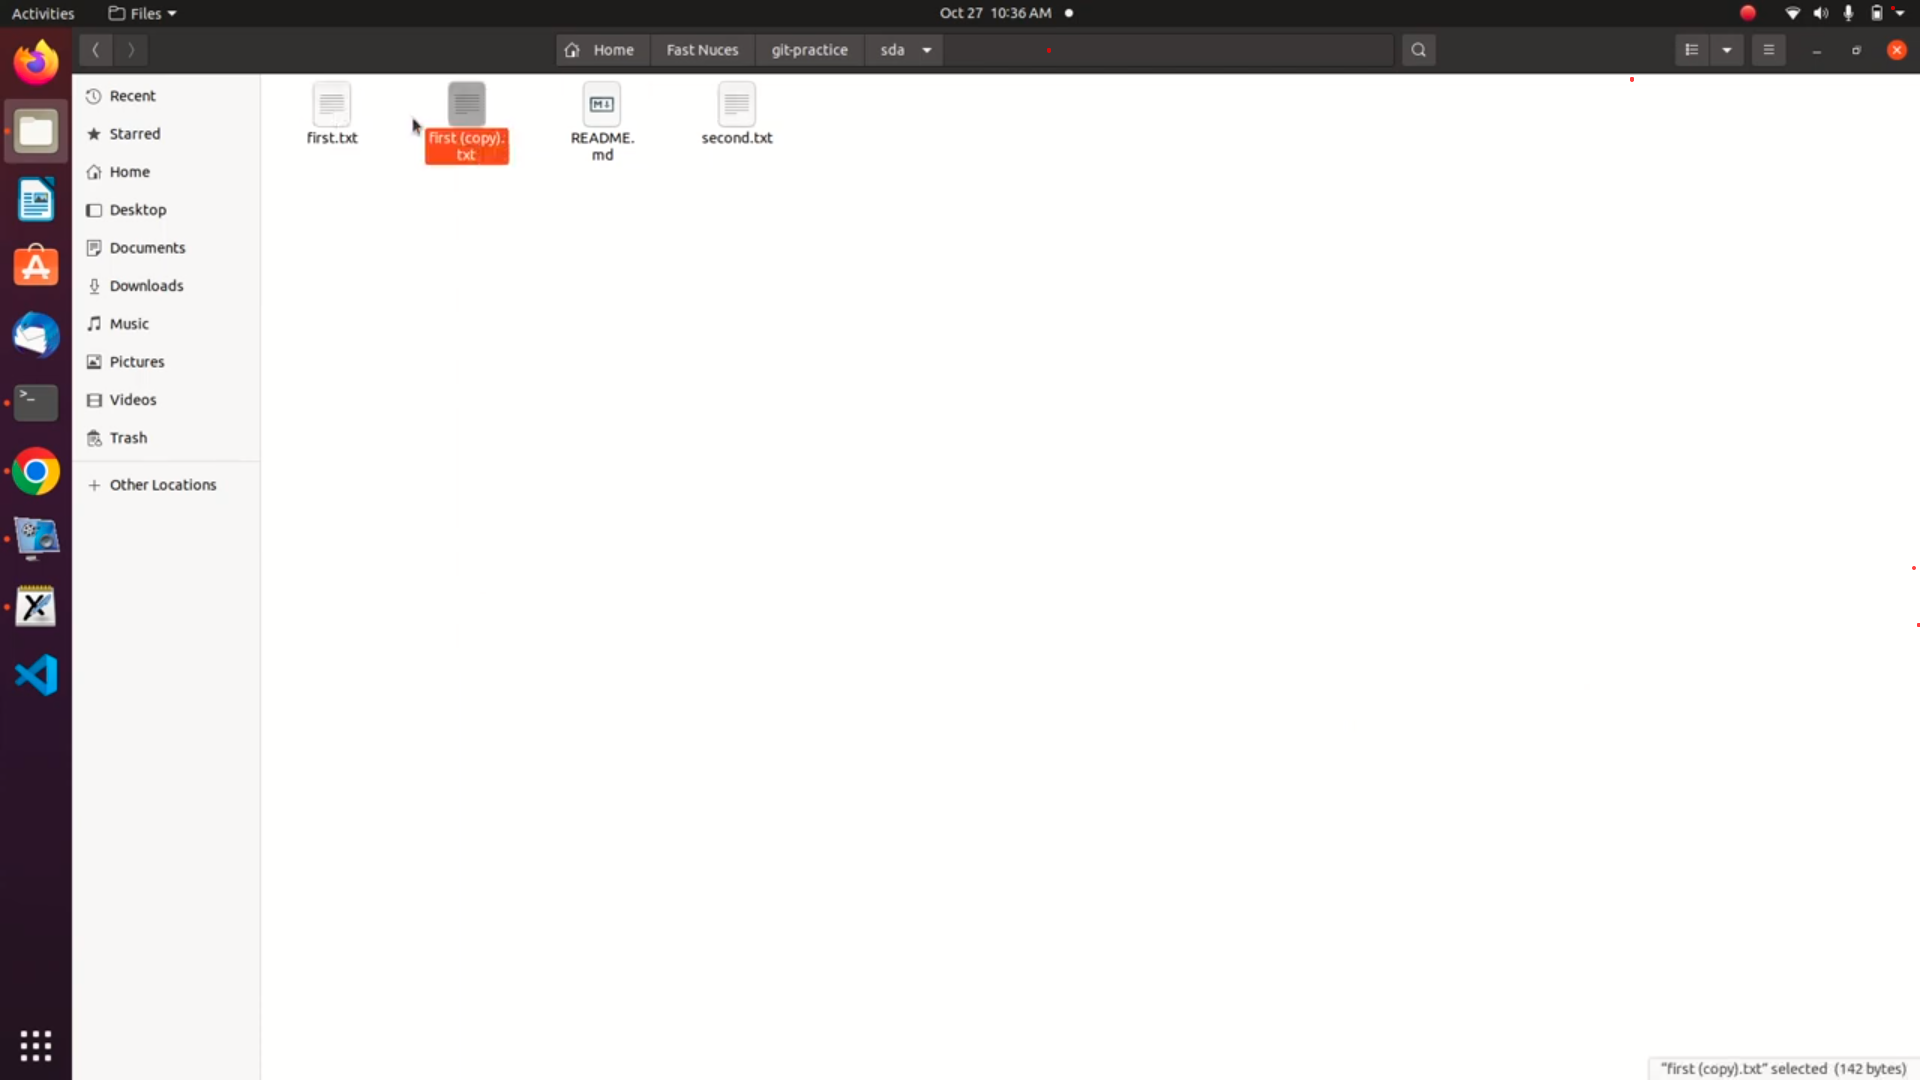 Activities Files Oct 27 10:36 AM
Home Fast Nuces git-practice sda
Recent
Starred
Home
Desktop
Documents
Downloads
Music
Pictures
Videos
Trash
Other Locations
first.txt
first (copy).
txt
README.
md
second.txt
"first (copy).txt" selected (142 bytes)